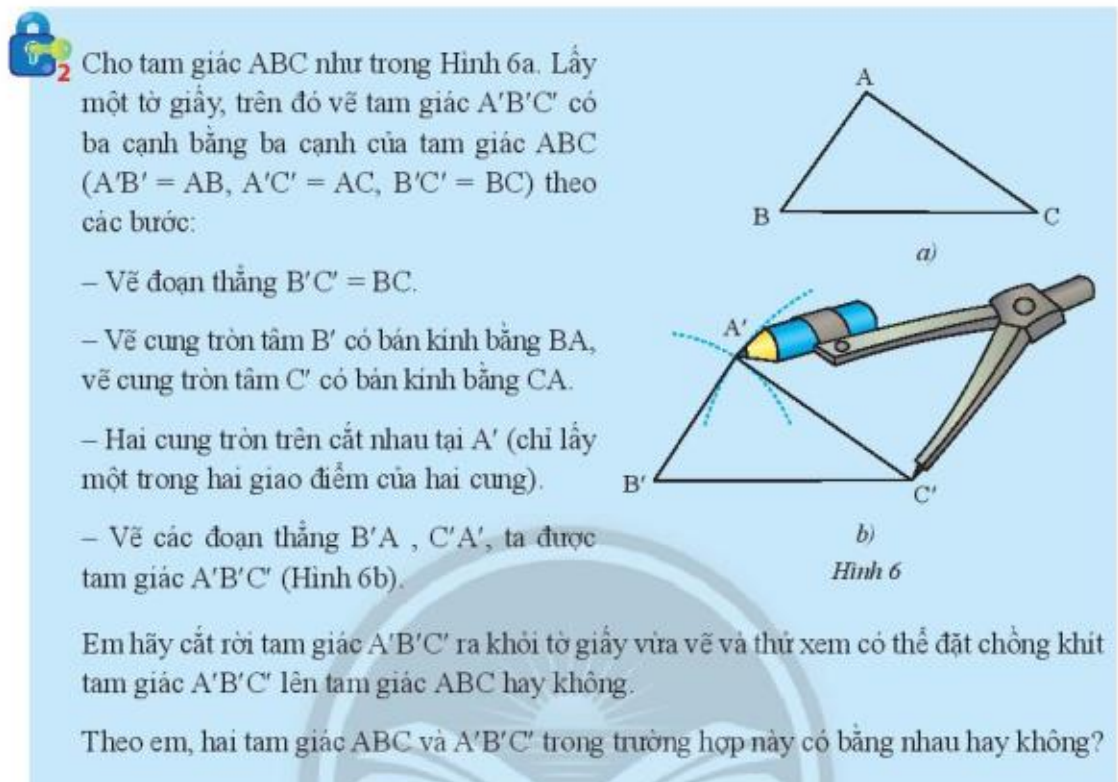 2
Cho tam giác ABC như trong Hình 6a. Lấy
một tờ giấy, trên đó vẽ tam giác A′B′C′ có
ba cạnh bằng ba cạnh của tam giác ABC
(A′B′ = AB, A′C′ = AC, B′C′ = BC) theo
các bước:
– Vẽ đoạn thẳng B′C′ = BC.
– Vẽ cung tròn tâm B′ có bán kính bằng BA,
vẽ cung tròn tâm C′ có bán kính bằng CA.
– Hai cung tròn trên cắt nhau tại A′ (chỉ lấy
một trong hai giao điểm của hai cung).
– Vẽ các đoạn thẳng B′A , C′A′, ta được
tam giác A′B′C′ (Hình 6b).
A
B
C
a)
A′
B′
C′
b)
Hình 6
Em hãy cắt rời tam giác A′B′C′ ra khỏi tờ giấy vừa vẽ và thử xem có thể đặt chồng khít
tam giác A′B′C′ lên tam giác ABC hay không.
Theo em, hai tam giác ABC và A′B′C′ trong trường hợp này có bằng nhau hay không?